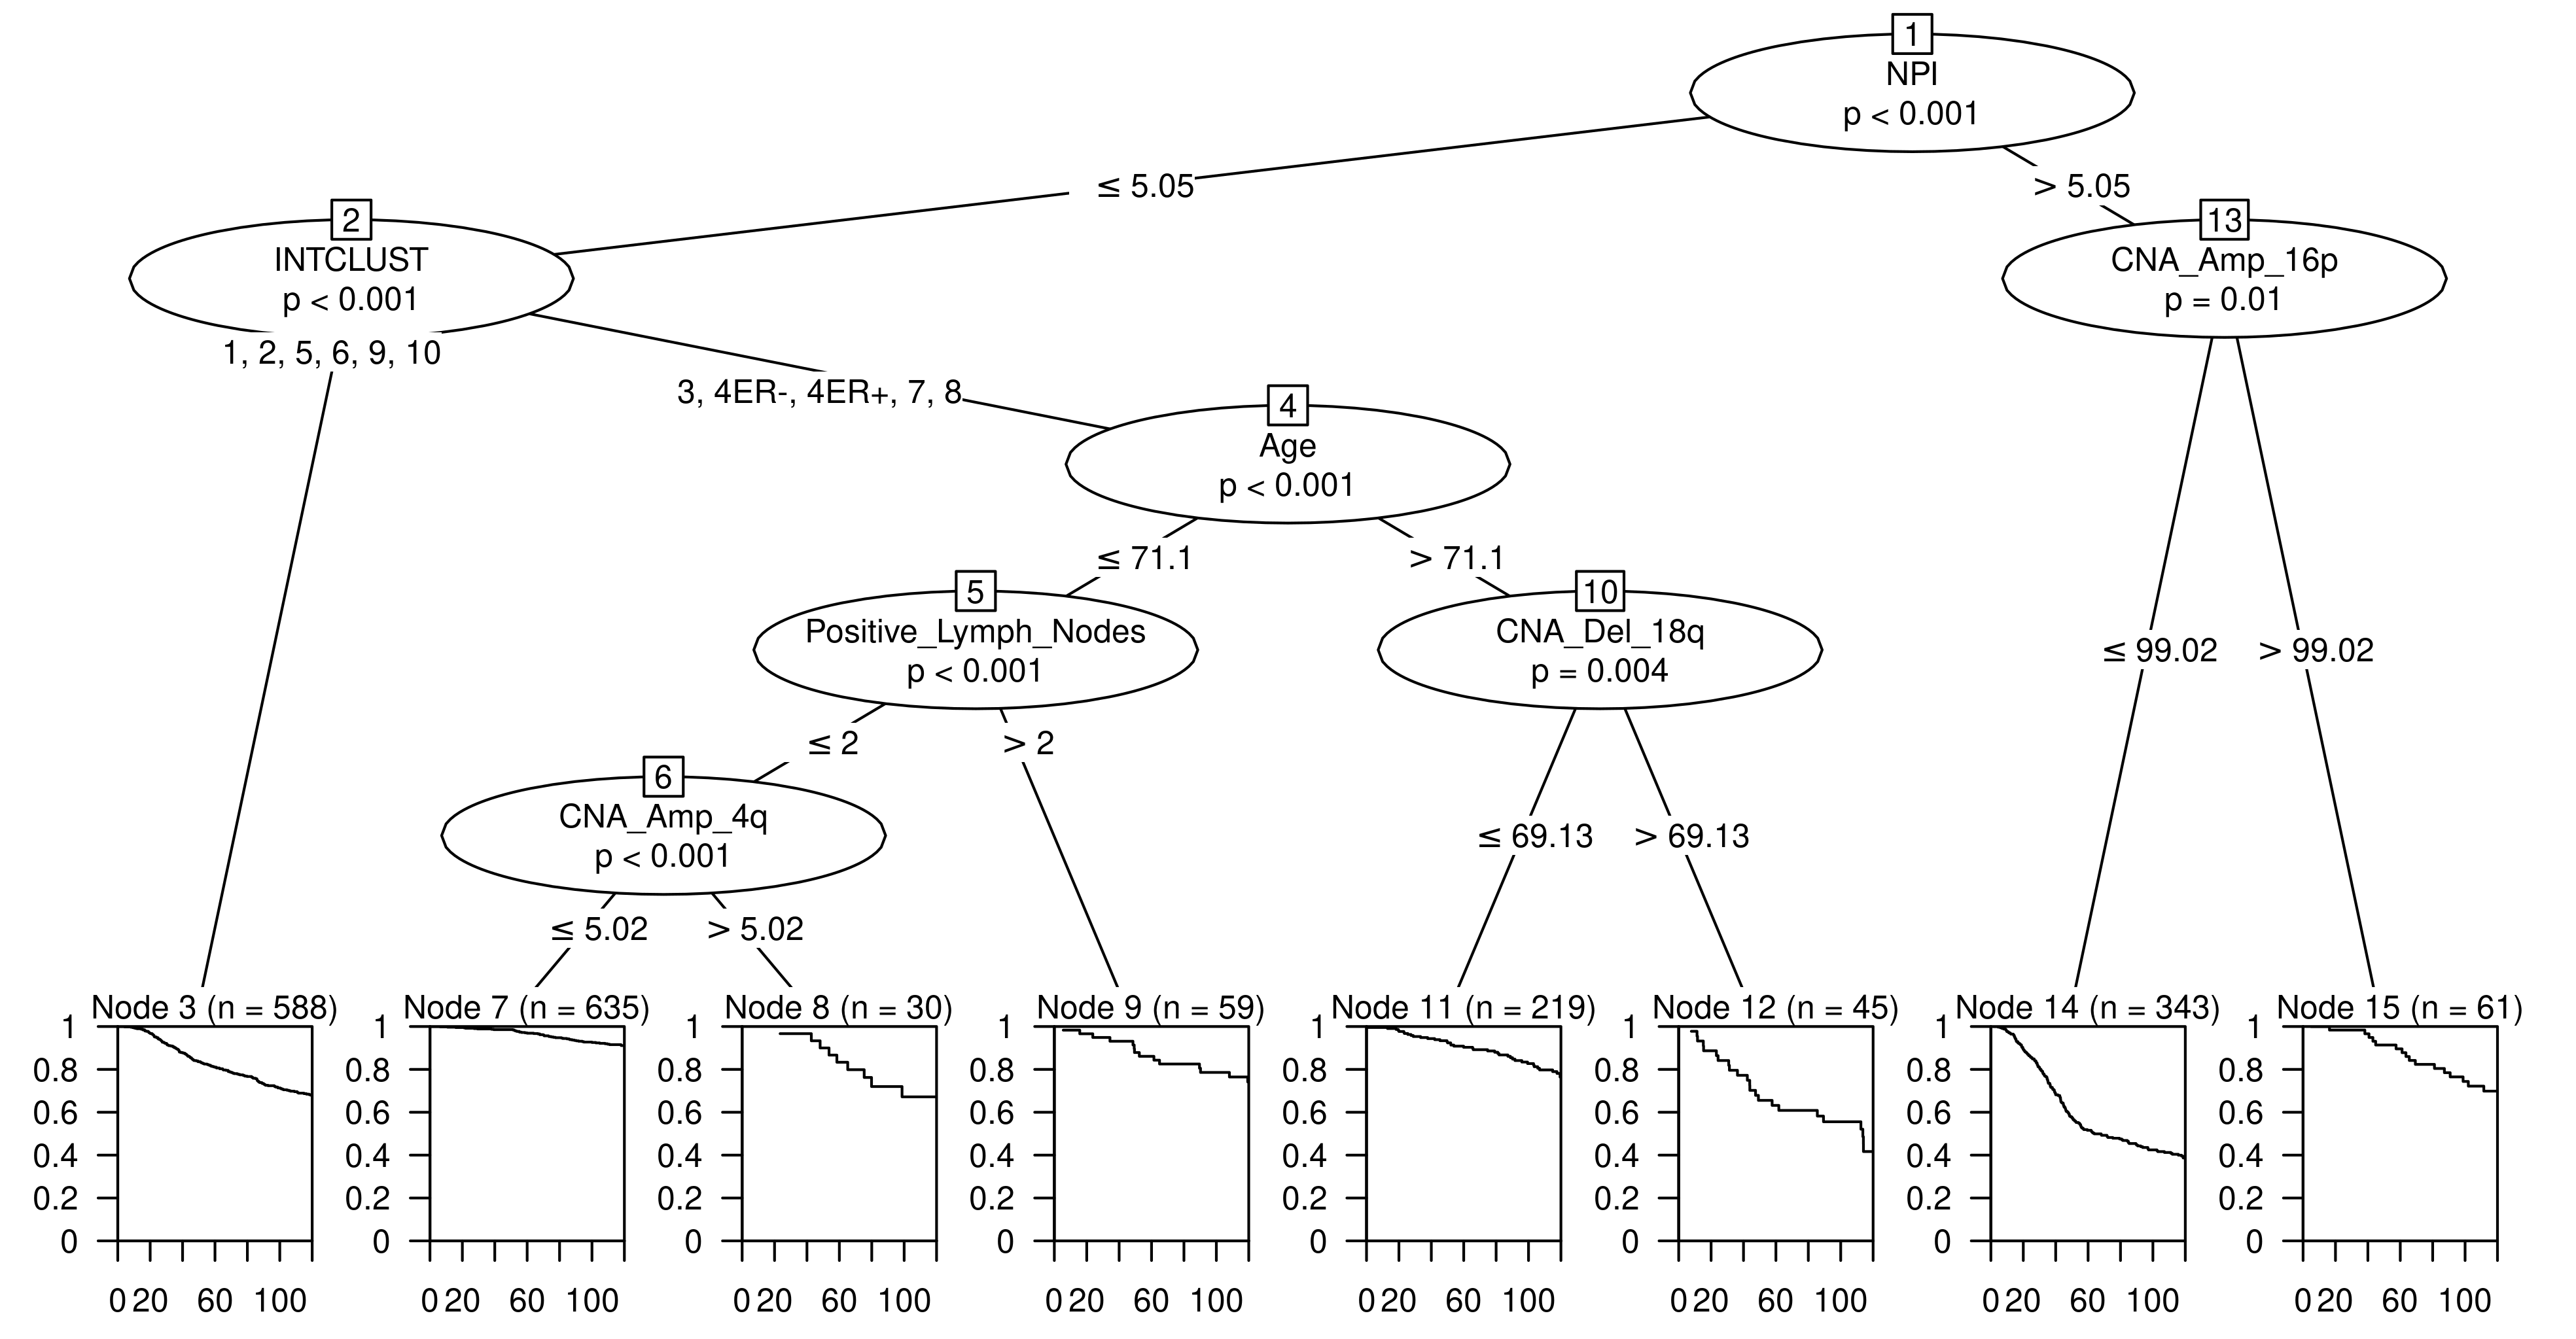 1
NPI
p < 0.001
≤ 5.05
> 5.05
2
INTCLUST
p < 0.001
13
CNA_Amp_16p
p = 0.01
1, 2, 5, 6, 9, 10
3, 4ER-, 4ER+, 7, 8
4
Age
p < 0.001
≤ 71.1
> 71.1
5
Positive_Lymph_Nodes
p < 0.001
10
CNA_Del_18q
p = 0.004
≤ 99.02
> 99.02
≤ 2
> 2
6
CNA_Amp_4q
p < 0.001
≤ 69.13
> 69.13
≤ 5.02
> 5.02
Node 3 (n = 588)
1
0.8
0.6
0.4
0.2
0
0 20 60 100
Node 7 (n = 635)
1
0.8
0.6
0.4
0.2
0
0 20 60 100
Node 8 (n = 30)
1
0.8
0.6
0.4
0.2
0
0 20 60 100
Node 9 (n = 59)
1
0.8
0.6
0.4
0.2
0
0 20 60 100
Node 11 (n = 219)
1
0.8
0.6
0.4
0.2
0
0 20 60 100
Node 12 (n = 45)
1
0.8
0.6
0.4
0.2
0
0 20 60 100
Node 14 (n = 343)
1
0.8
0.6
0.4
0.2
0
0 20 60 100
Node 15 (n = 61)
1
0.8
0.6
0.4
0.2
0
0 20 60 100